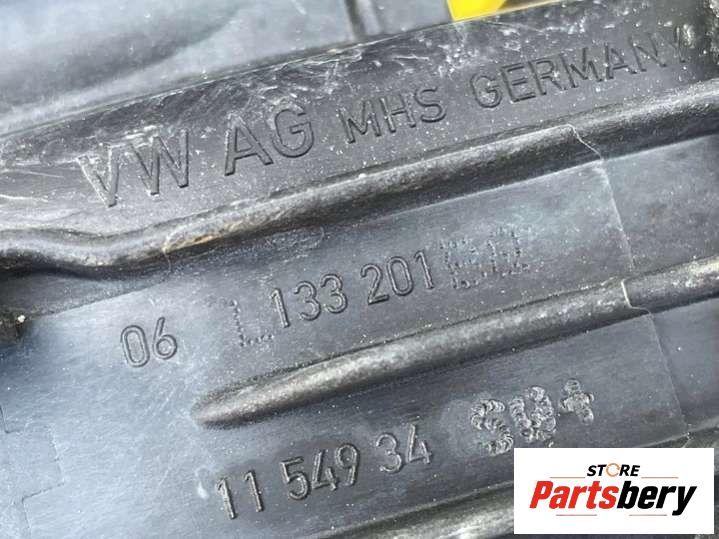 VW AG MHS GERMANY
06 L 133 201
11 549 34
STORE
Partsbery